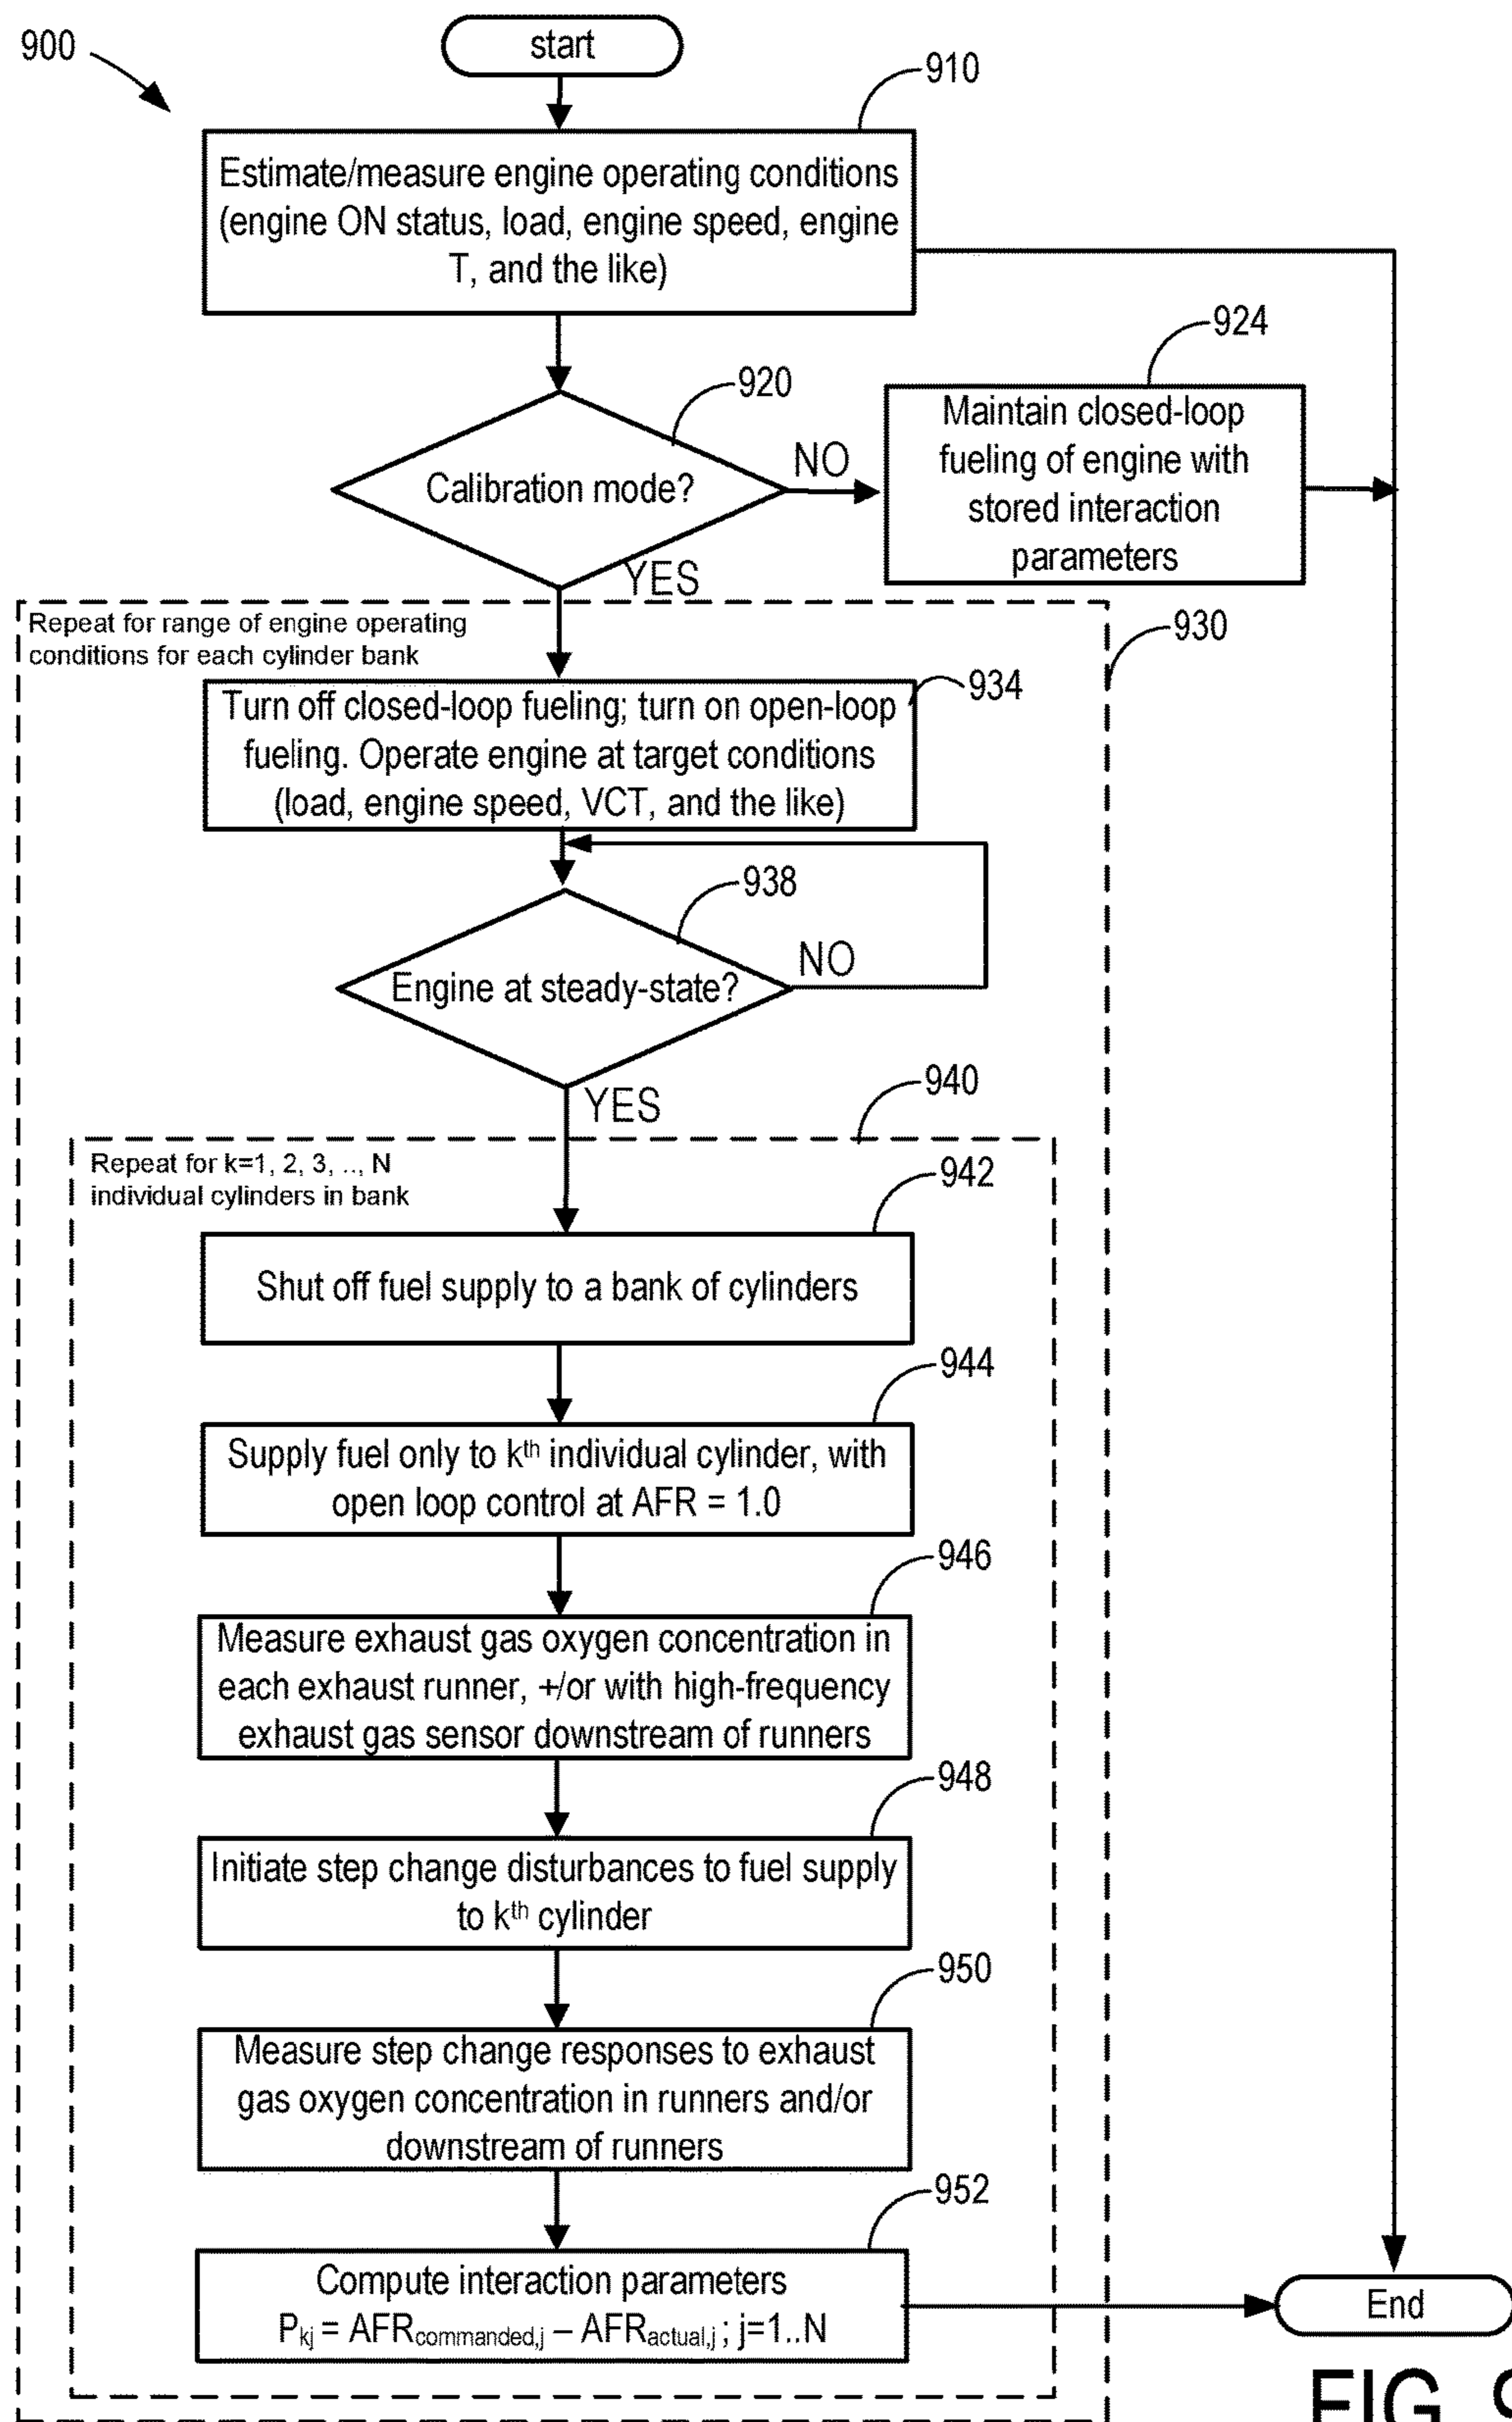 900
start
910
Estimate/measure engine operating conditions
(engine ON status, load, engine speed, engine
T, and the like)
924
920
Maintain closed-loop
fueling of engine with
stored interaction
parameters
NO
Calibration mode?
YES
Repeat for range of engine operating
conditions for each cylinder bank
930
934
Turn off closed-loop fueling; turn on open-loop
fueling. Operate engine at target conditions
(load, engine speed, VCT, and the like)
938
NO
Engine at steady-state?
YES
940
Repeat for k=1, 2, 3, .., N
individual cylinders in bank
942
Shut off fuel supply to a bank of cylinders
944
Supply fuel only to kth individual cylinder, with
open loop control at AFR = 1.0
946
Measure exhaust gas oxygen concentration in
each exhaust runner, +/or with high-frequency
exhaust gas sensor downstream of runners
948
Initiate step change disturbances to fuel supply
to kth cylinder
950
Measure step change responses to exhaust
gas oxygen concentration in runners and/or
downstream of runners
952
Compute interaction parameters
Pkj = AFRcommanded,j – AFRactual,j ; j=1..N
End
FIG. 9